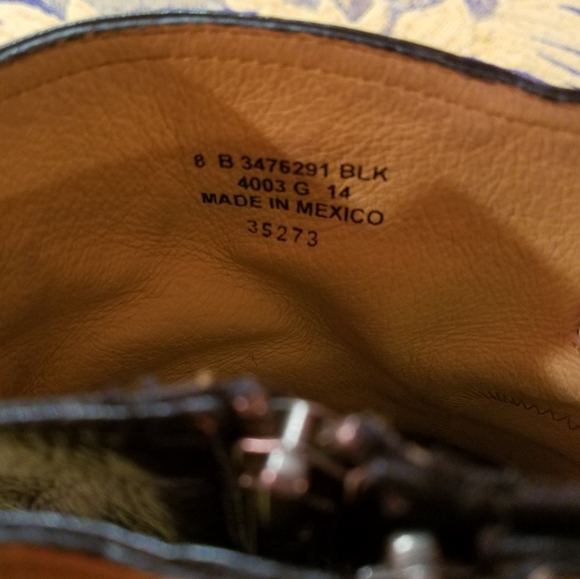 8 B 3476291 BLK
4003 G 14
MADE IN MEXICO
35273